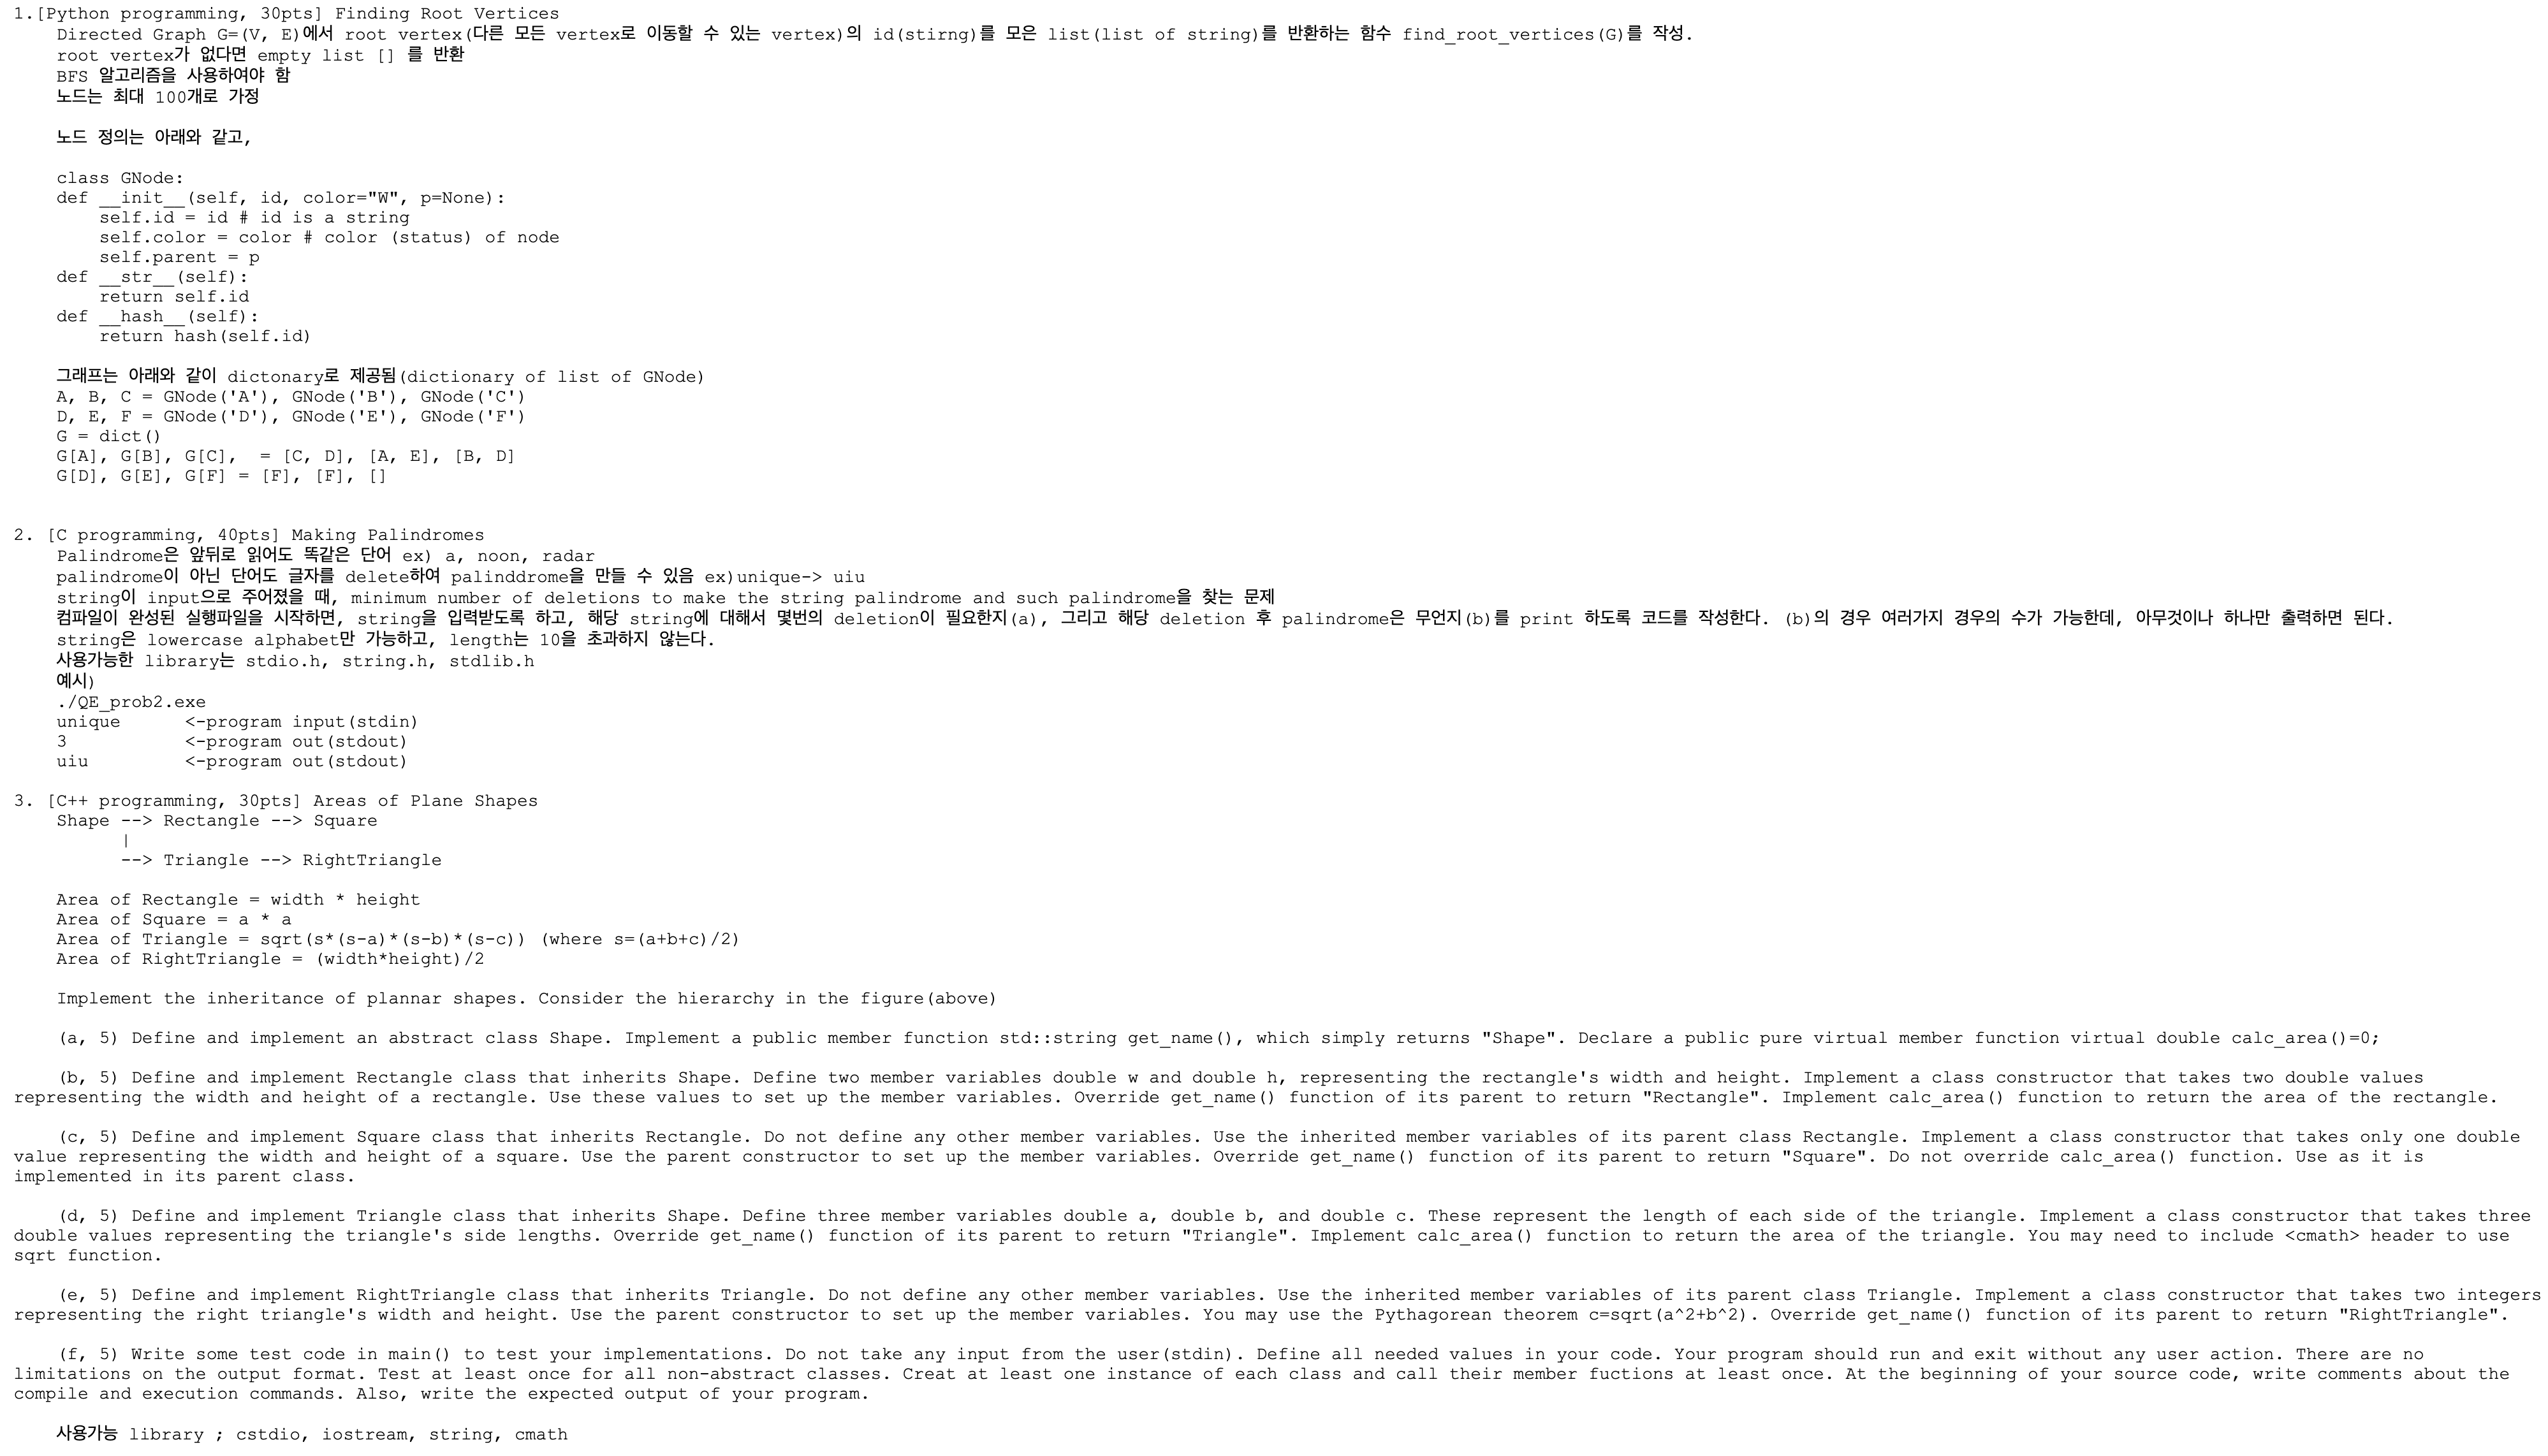 1.[Python programming, 30pts] Finding Root Vertices
    Directed Graph G=(V, E)에서 root vertex(다른 모든 vertex로 이동할 수 있는 vertex)의 id(stirng)를 모은 list(list of string)를 반환하는 함수 find_root_vertices(G)를 작성.
    root vertex가 없다면 empty list [] 를 반환
    BFS 알고리즘을 사용하여야 함
    노드는 최대 100개로 가정

    노드 정의는 아래와 같고,

    class GNode:
    def __init__(self, id, color="W", p=None):
        self.id = id # id is a string
        self.color = color # color (status) of node
        self.parent = p
    def __str__(self):
        return self.id
    def __hash__(self):
        return hash(self.id)

    그래프는 아래와 같이 dictonary로 제공됨(dictionary of list of GNode)
    A, B, C = GNode('A'), GNode('B'), GNode('C')
    D, E, F = GNode('D'), GNode('E'), GNode('F')
    G = dict()
    G[A], G[B], G[C],  = [C, D], [A, E], [B, D]
    G[D], G[E], G[F] = [F], [F], []

2. [C programming, 40pts] Making Palindromes
    Palindrome은 앞뒤로 읽어도 똑같은 단어 ex) a, noon, radar
    palindrome이 아닌 단어도 글자를 delete하여 palinddrome을 만들 수 있음 ex)unique-> uiu
    string이 input으로 주어졌을 때, minimum number of deletions to make the string palindrome and such palindrome을 찾는 문제
    컴파일이 완성된 실행파일을 시작하면, string을 입력받도록 하고, 해당 string에 대해서 몇번의 deletion이 필요한지(a), 그리고 해당 deletion 후 palindrome은 무언지(b)를 print 하도록 코드를 작성한다. (b)의 경우 여러가지 경우의 수가 가능한데, 아무것이나 하나만 출력하면 된다.
    string은 lowercase alphabet만 가능하고, length는 10을 초과하지 않는다.
    사용가능한 library는 stdio.h, string.h, stdlib.h
    예시)
    ./QE_prob2.exe
    unique      <-program input(stdin)
    3           <-program out(stdout)
    uiu         <-program out(stdout)

3. [C++ programming, 30pts] Areas of Plane Shapes
    Shape --> Rectangle --> Square
          |
          --> Triangle --> RightTriangle

    Area of Rectangle = width * height
    Area of Square = a * a
    Area of Triangle = sqrt(s*(s-a)*(s-b)*(s-c)) (where s=(a+b+c)/2)
    Area of RightTriangle = (width*height)/2

    Implement the inheritance of plannar shapes. Consider the hierarchy in the figure(above)

    (a, 5) Define and implement an abstract class Shape. Implement a public member function std::string get_name(), which simply returns "Shape". Declare a public pure virtual member function virtual double calc_area()=0;

    (b, 5) Define and implement Rectangle class that inherits Shape. Define two member variables double w and double h, representing the rectangle's width and height. Implement a class constructor that takes two double values
representing the width and height of a rectangle. Use these values to set up the member variables. Override get_name() function of its parent to return "Rectangle". Implement calc_area() function to return the area of the rectangle.

    (c, 5) Define and implement Square class that inherits Rectangle. Do not define any other member variables. Use the inherited member variables of its parent class Rectangle. Implement a class constructor that takes only one double
value representing the width and height of a square. Use the parent constructor to set up the member variables. Override get_name() function of its parent to return "Square". Do not override calc_area() function. Use as it is
implemented in its parent class.

    (d, 5) Define and implement Triangle class that inherits Shape. Define three member variables double a, double b, and double c. These represent the length of each side of the triangle. Implement a class constructor that takes three
double values representing the triangle's side lengths. Override get_name() function of its parent to return "Triangle". Implement calc_area() function to return the area of the triangle. You may need to include <cmath> header to use
sqrt function.

    (e, 5) Define and implement RightTriangle class that inherits Triangle. Do not define any other member variables. Use the inherited member variables of its parent class Triangle. Implement a class constructor that takes two integers
representing the right triangle's width and height. Use the parent constructor to set up the member variables. You may use the Pythagorean theorem c=sqrt(a^2+b^2). Override get_name() function of its parent to return "RightTriangle".

    (f, 5) Write some test code in main() to test your implementations. Do not take any input from the user(stdin). Define all needed values in your code. Your program should run and exit without any user action. There are no
limitations on the output format. Test at least once for all non-abstract classes. Creat at least one instance of each class and call their member fuctions at least once. At the beginning of your source code, write comments about the
compile and execution commands. Also, write the expected output of your program.

    사용가능 library ; cstdio, iostream, string, cmath